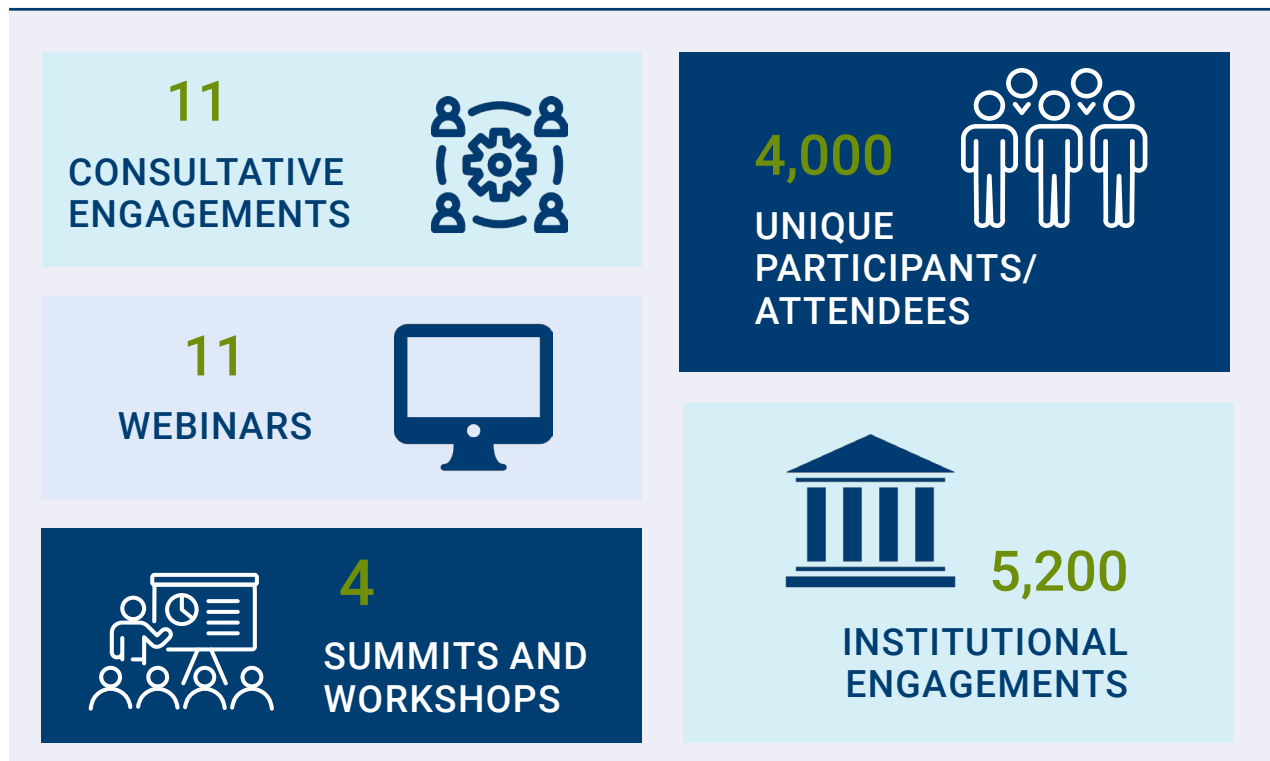 11
CONSULTATIVE
ENGAGEMENTS
11
WEBINARS
4
SUMMITS AND
WORKSHOPS
4,000
UNIQUE
PARTICIPANTS/
ATTENDEES
5,200
INSTITUTIONAL
ENGAGEMENTS